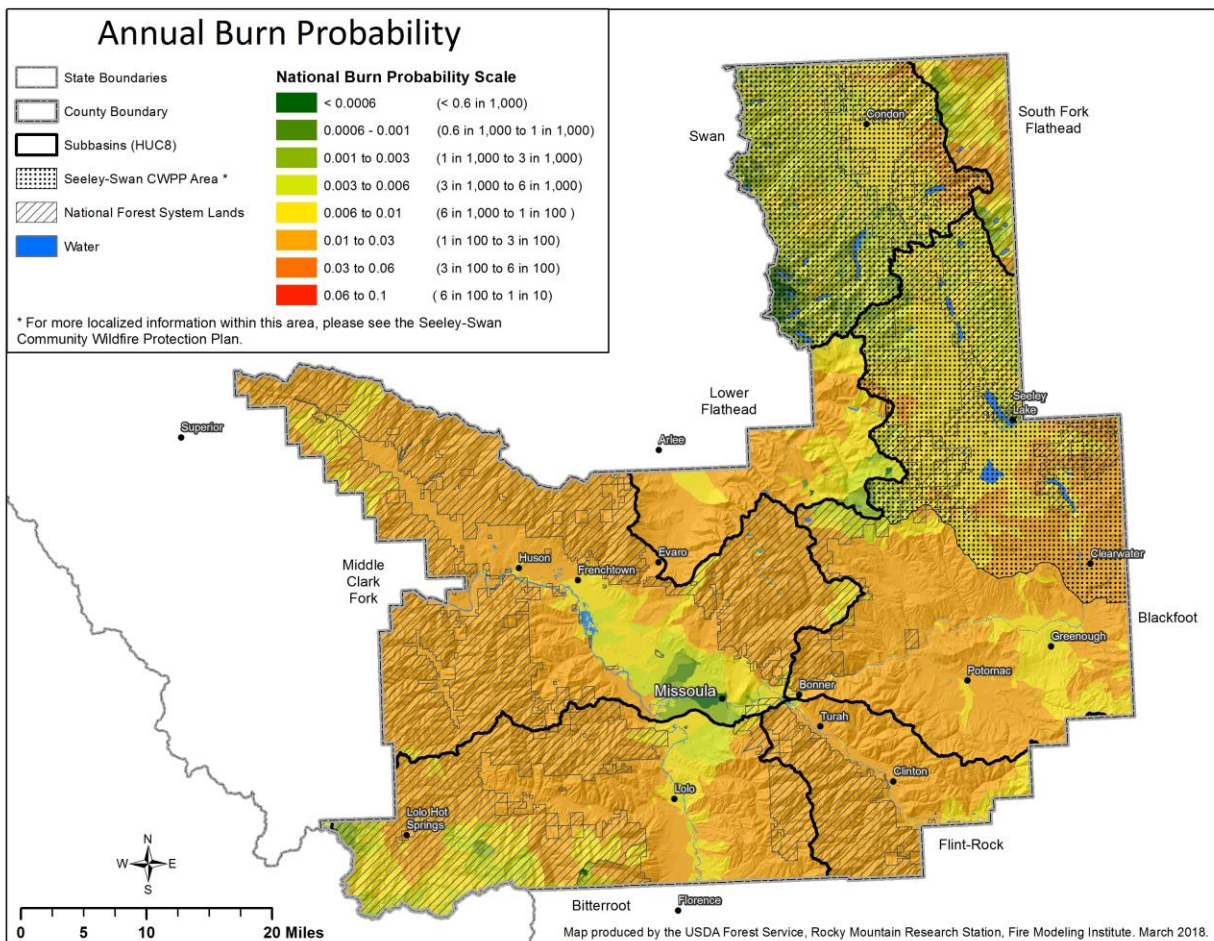 Annual Burn Probability
State Boundaries
County Boundary
Subbasins (HUC8)
Seeley-Swan CWPP Area *
National Forest System Lands
Water
National Burn Probability Scale
< 0.0006 (< 0.6 in 1,000)
0.0006 - 0.001 (0.6 in 1,000 to 1 in 1,000)
0.001 to 0.003 (1 in 1,000 to 3 in 1,000)
0.003 to 0.006 (3 in 1,000 to 6 in 1,000)
0.006 to 0.01 (6 in 1,000 to 1 in 100 )
0.01 to 0.03 (1 in 100 to 3 in 100)
0.03 to 0.06 (3 in 100 to 6 in 100)
0.06 to 0.1 ( 6 in 100 to 1 in 10)
* For more localized information within this area, please see the Seeley-Swan
Community Wildfire Protection Plan.
Swan
Condon
South Fork
Flathead
Lower
Flathead
Seeley
Lake
Superior
Arlee
Middle
Clark
Fork
Huson
Frenchtown
Evaro
Clearwater
Blackfoot
Greenough
Potomac
Missoula
Bonner
Turah
Clinton
Lolo
Lolo Hot
Springs
Flint-Rock
Bitterroot
Florence
N
W E
S
0 5 10 20 Miles
Map produced by the USDA Forest Service, Rocky Mountain Research Station, Fire Modeling Institute. March 2018.